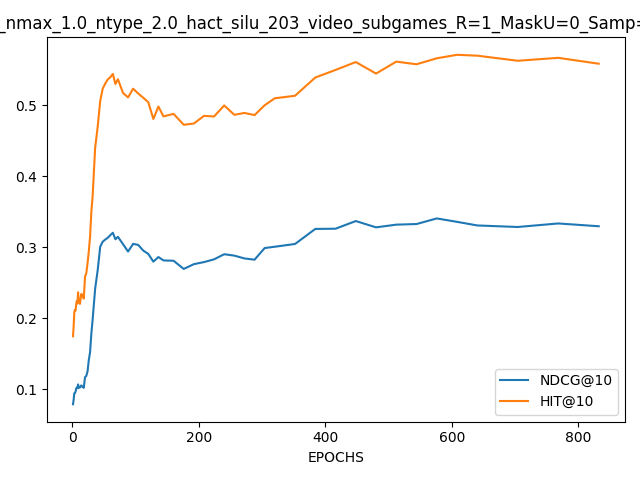 _nmax_1.0_ntype_2.0_hact_silu_203_video_subgames_R=1_MaskU=0_Samp=
0.5
0.4
0.3
0.2
0.1
NDCG@10
HIT@10
0 200 400 600 800
EPOCHS